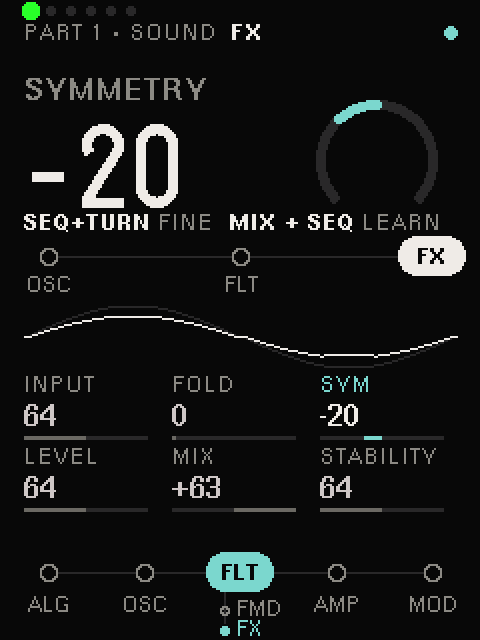 PART 1 · SOUND FX
SYMMETRY
-20
SEQ+TURN FINE MIX + SEQ LEARN
FX
OSC FLT
INPUT FOLD SYM
64 0 -20
LEVEL MIX STABILITY
64 +63 64
FLT
ALG OSC FMD AMP MOD
FX